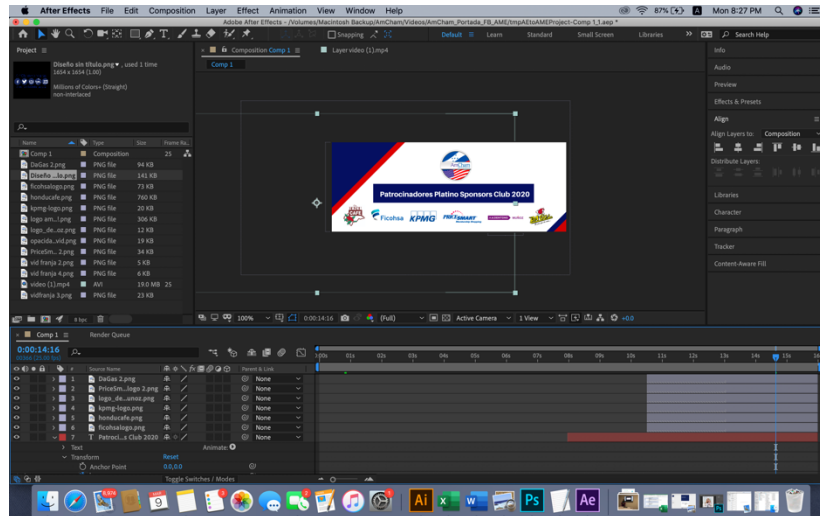 After Effects File Edit Composition Layer Effect Animation View Window Help 87% Mon 8:27 PM
Adobe After Effects - /Volumes/Macintosh Backup/AmCham/Videos/AmCham_Portada_FB_AME/tmpAEtoAMEProject-Comp 1_1.aep *
Snapping Default Learn Standard Small Screen Libraries Search Help
Project
Diseño sin título.png, used 1 time
1654 x 1654 (1.00)
Millions of Colors+ (Straight)
non-interlaced
Name Type Size Frame Ra..
Comp 1 Composition 25
DaGas 2.png PNG file 94 KB
Diseño ...lo.png PNG file 141 KB
ficohsalogo.png PNG file 73 KB
honducafe.png PNG file 760 KB
kpmg-logo.png PNG file 20 KB
logo am...l.png PNG file 306 KB
logo_de...oz.png PNG file 12 KB
opacida...vid.png PNG file 19 KB
PriceSm... 2.png PNG file 34 KB
vid franja 2.png PNG file 5 KB
vid franja 4.png PNG file 6 KB
video (1).mp4 AVI 19.0 MB 25
vidfranja 3.png PNG file 23 KB
8 bpc
Composition Comp 1 Layer video (1).mp4
Comp 1
AmCham
Patrocinadores Platino Sponsors Club 2020
CAFE Ficohsa KPMG PRICESMART
100% 0:00:14:16 (Full) Active Camera 1 View +0.0
Info
Audio
Preview
Effects & Presets
Align
Align Layers to: Composition
Distribute Layers:
Libraries
Character
Paragraph
Tracker
Content-Aware Fill
Comp 1 Render Queue
0:00:14:16
:00s 01s 02s 03s 04s 05s 06s 07s 08s 09s 10s 11s 12s 13s 14s 15s 16
# Source Name Parent & Link
1 DaGas 2.png None
2 PriceSm...logo 2.png None
3 logo_de...unoz.png None
4 kpmg-logo.png None
5 honducafe.png None
6 ficohsalogo.png None
7 T Patroci...s Club 2020 None
Text Animate:
Transform Reset
Anchor Point 0.0,0.0
Toggle Switches / Modes
MAR
9
Ai Ps Ae